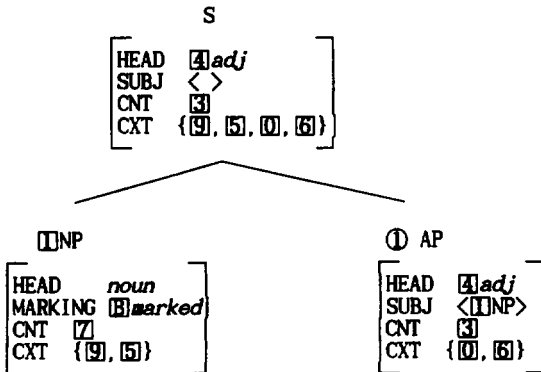 S
HEAD 4 adj
SUBJ < >
CNT 3
CXT {9, 5, 0, 6}
1 NP
① AP
HEAD noun
MARKING B marked
CNT 7
CXT {9, 5}
HEAD 4 adj
SUBJ <1 NP>
CNT 3
CXT {0, 6}